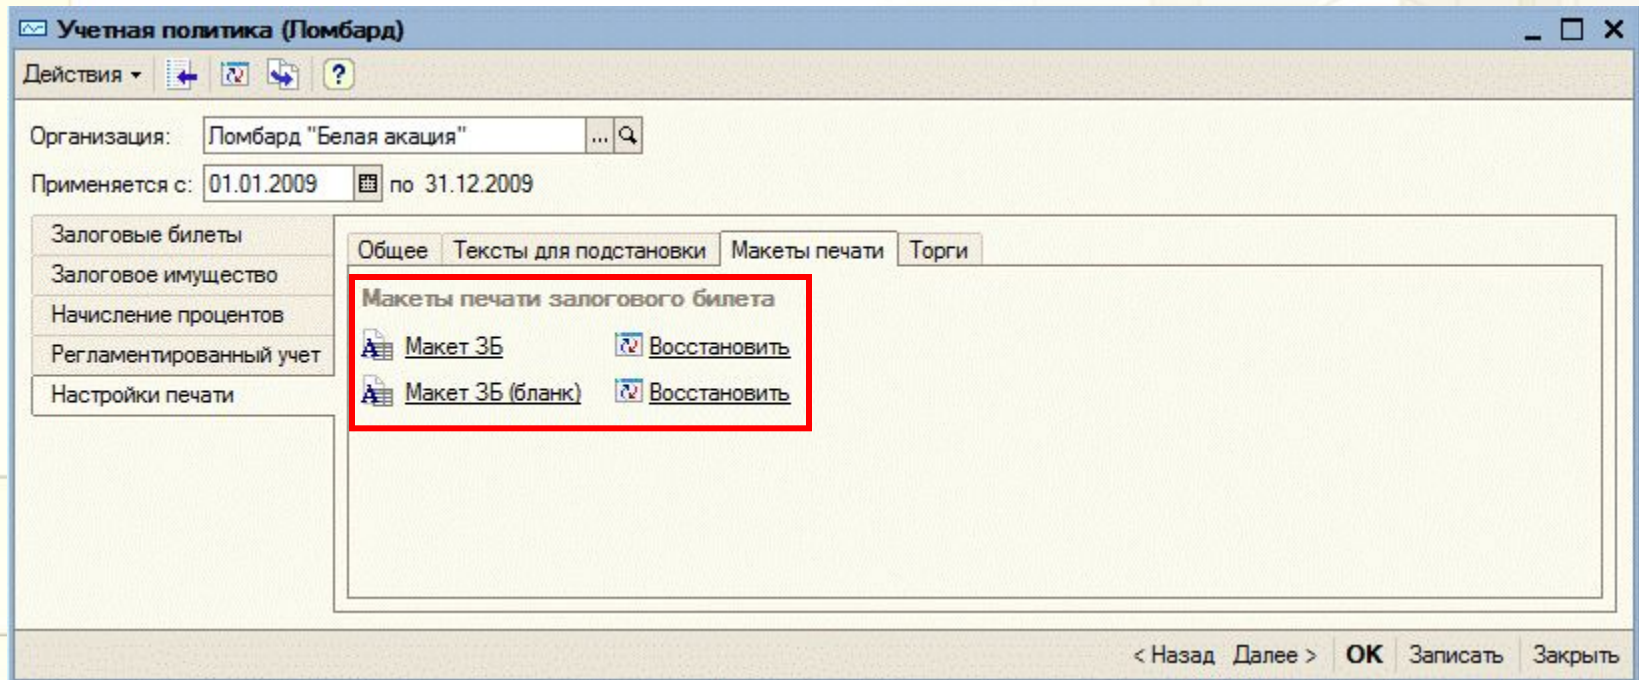 Учетная политика (Ломбард)
Действия
Организация: Ломбард "Белая акация" ...
Применяется с: 01.01.2009 по 31.12.2009
Залоговые билеты
Залоговое имущество
Начисление процентов
Регламентированный учет
Настройки печати
Общее Тексты для подстановки Макеты печати Торги
Макеты печати залогового билета
Макет ЗБ Восстановить
Макет ЗБ (бланк) Восстановить
< Назад Далее > OK Записать Закрыть